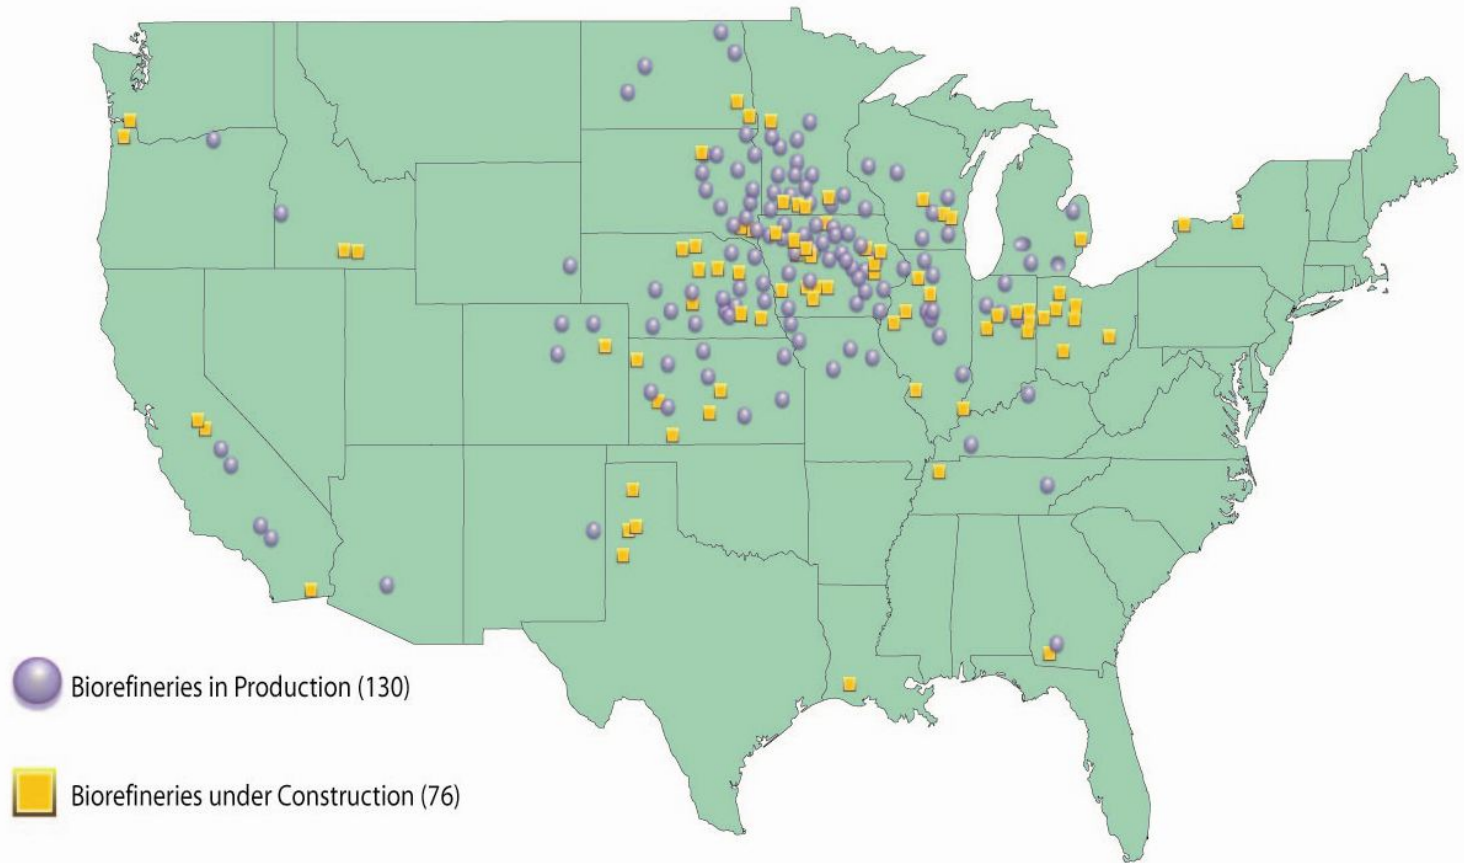 Biorefineries in Production (130)
Biorefineries under Construction (76)